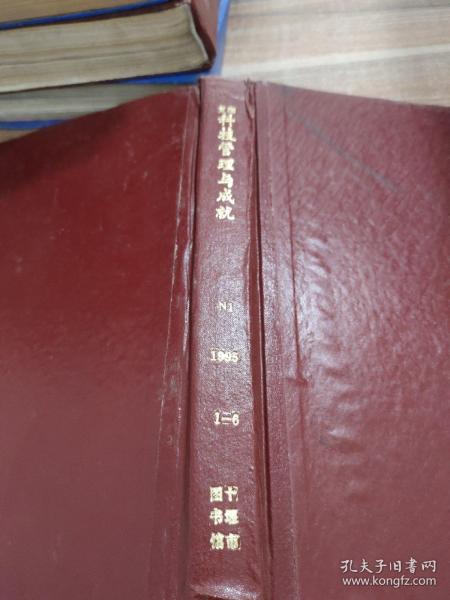 科技管理与成就
N1
1995
1-6
十堰市
图书馆
孔夫子旧书网
www.kongfz.com